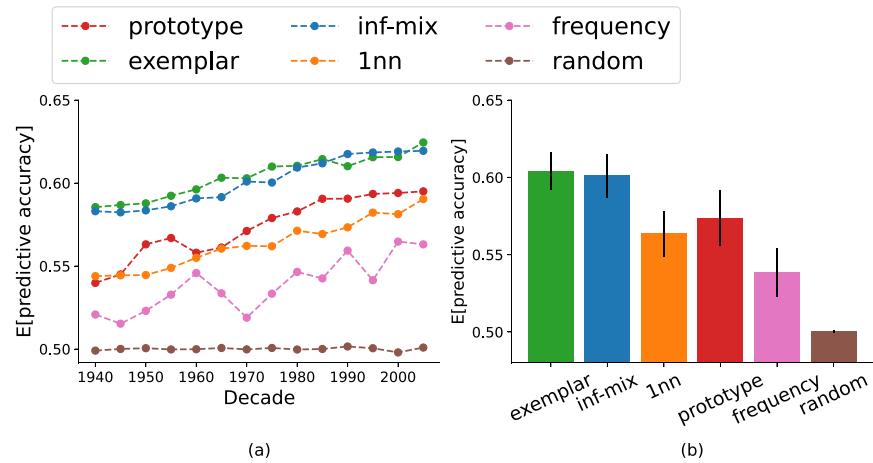 prototype inf-mix frequency
exemplar 1nn random
E[predictive accuracy]
0.65
0.60
0.55
0.50
1940 1950 1960 1970 1980 1990 2000
Decade
(a)
E[predictive accuracy]
0.65
0.60
0.55
0.50
exemplar inf-mix 1nn prototype frequency random
(b)